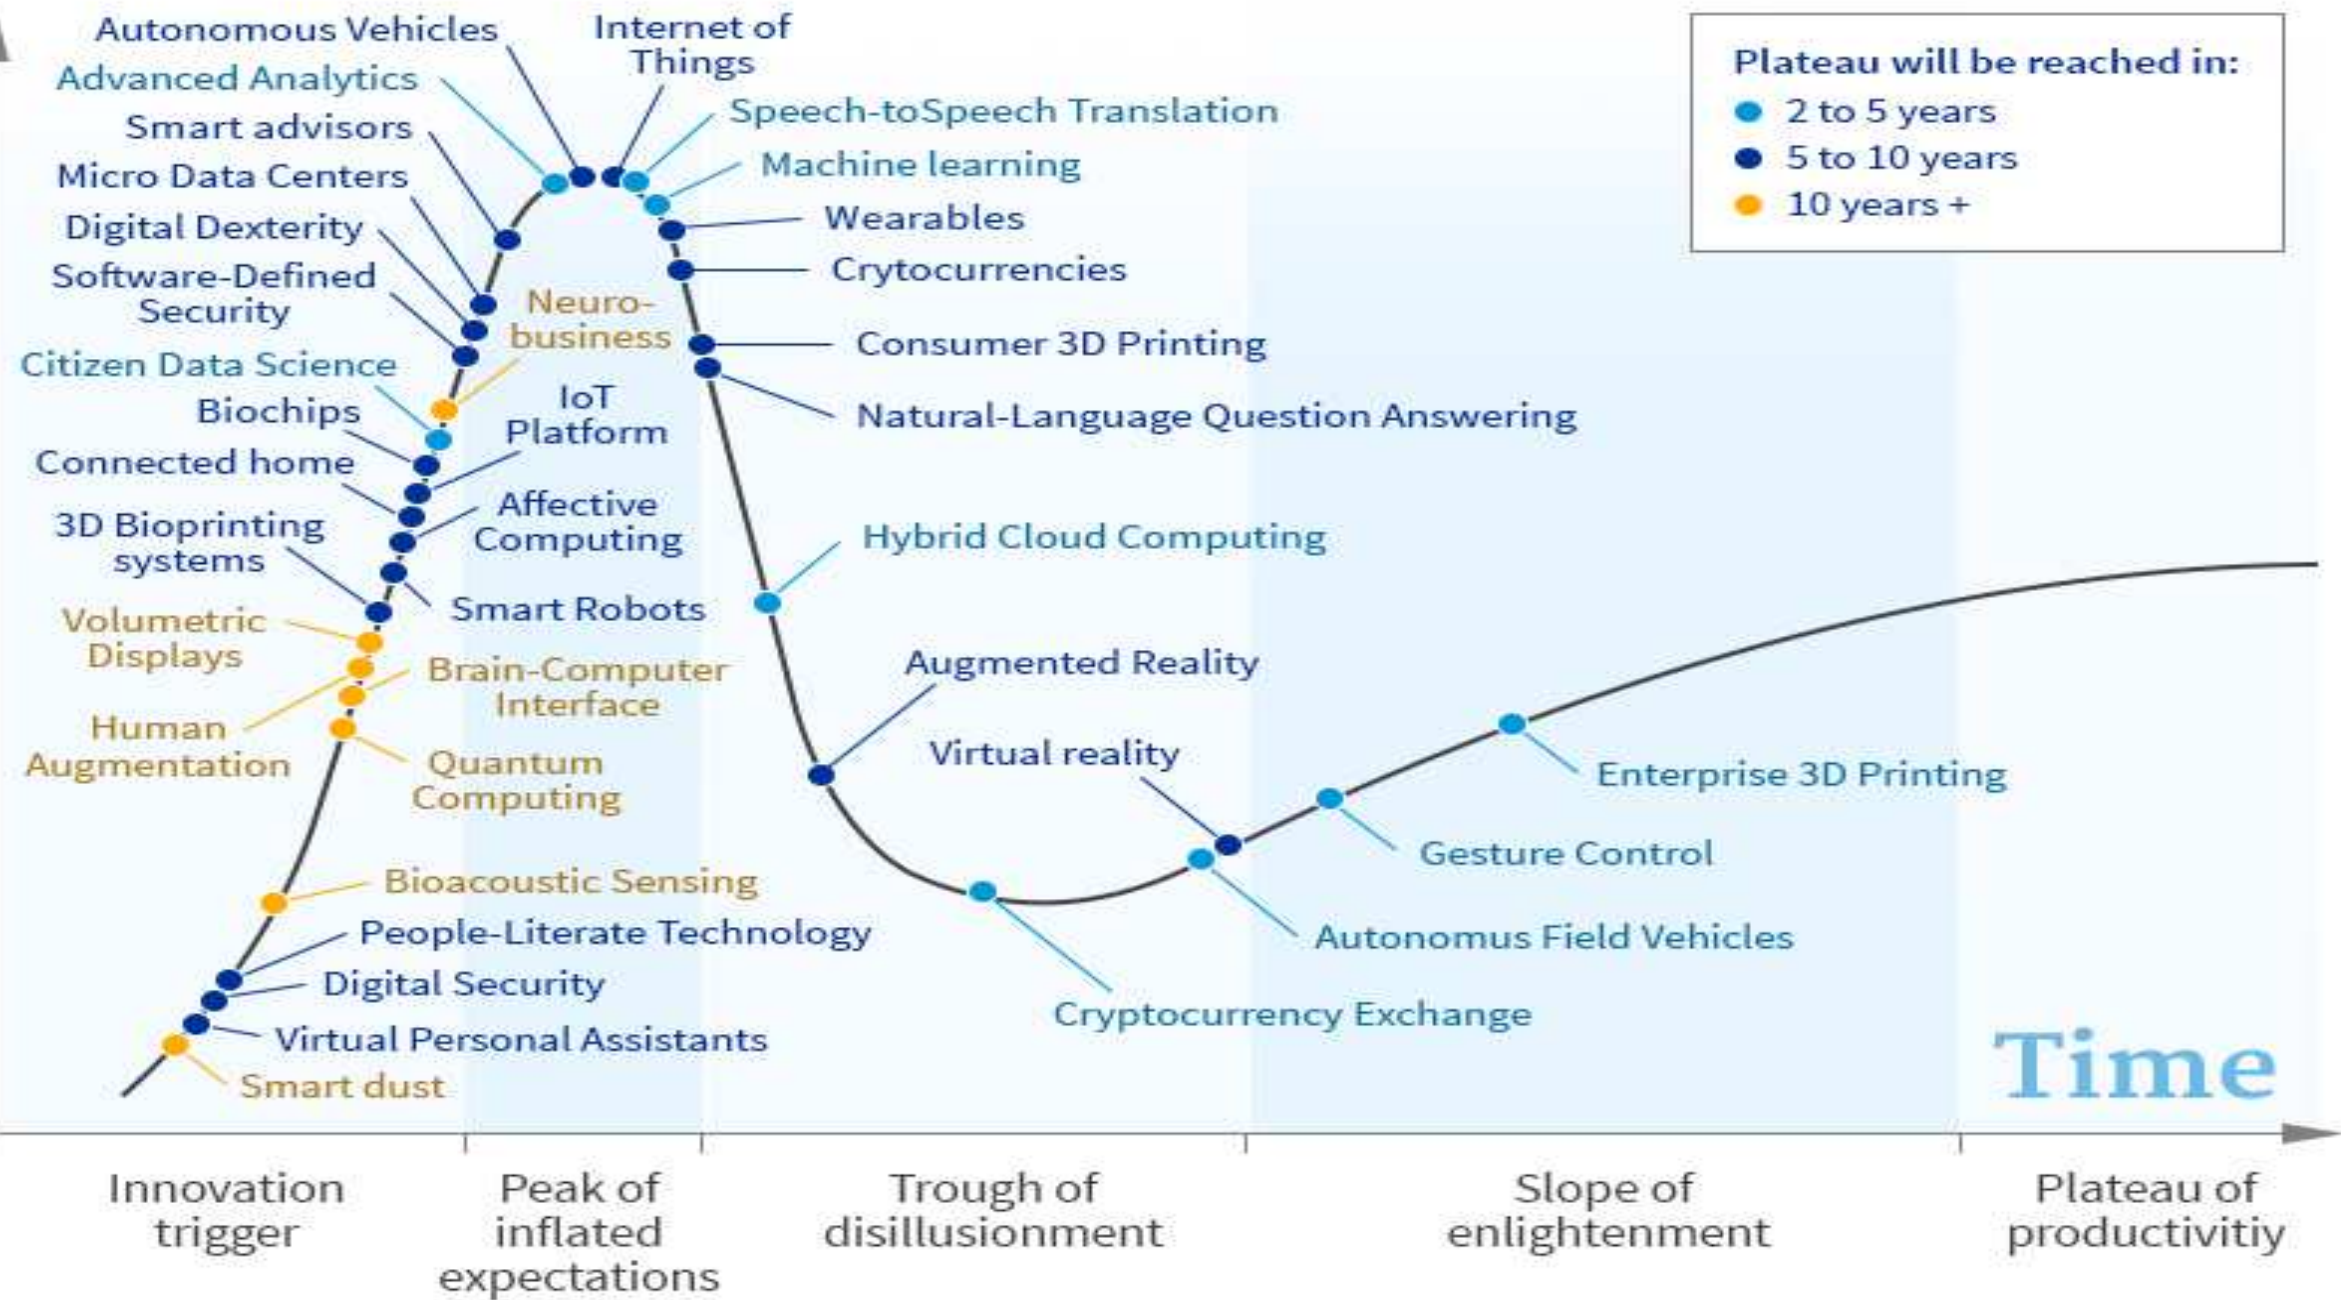 Autonomous Vehicles
Internet of
Things
Advanced Analytics
Speech-toSpeech Translation
Smart advisors
Machine learning
Micro Data Centers
Wearables
Digital Dexterity
Crytocurrencies
Software-Defined
Security
Neuro-
business
Consumer 3D Printing
Citizen Data Science
Natural-Language Question Answering
Biochips
IoT
Platform
Connected home
Affective
Computing
3D Bioprinting
systems
Hybrid Cloud Computing
Smart Robots
Volumetric
Displays
Brain-Computer
Interface
Augmented Reality
Human
Augmentation
Quantum
Computing
Virtual reality
Enterprise 3D Printing
Gesture Control
Bioacoustic Sensing
People-Literate Technology
Autonomus Field Vehicles
Digital Security
Cryptocurrency Exchange
Virtual Personal Assistants
Smart dust
Plateau will be reached in:
2 to 5 years
5 to 10 years
10 years +
Time
Innovation
trigger
Peak of
inflated
expectations
Trough of
disillusionment
Slope of
enlightenment
Plateau of
productivitiy